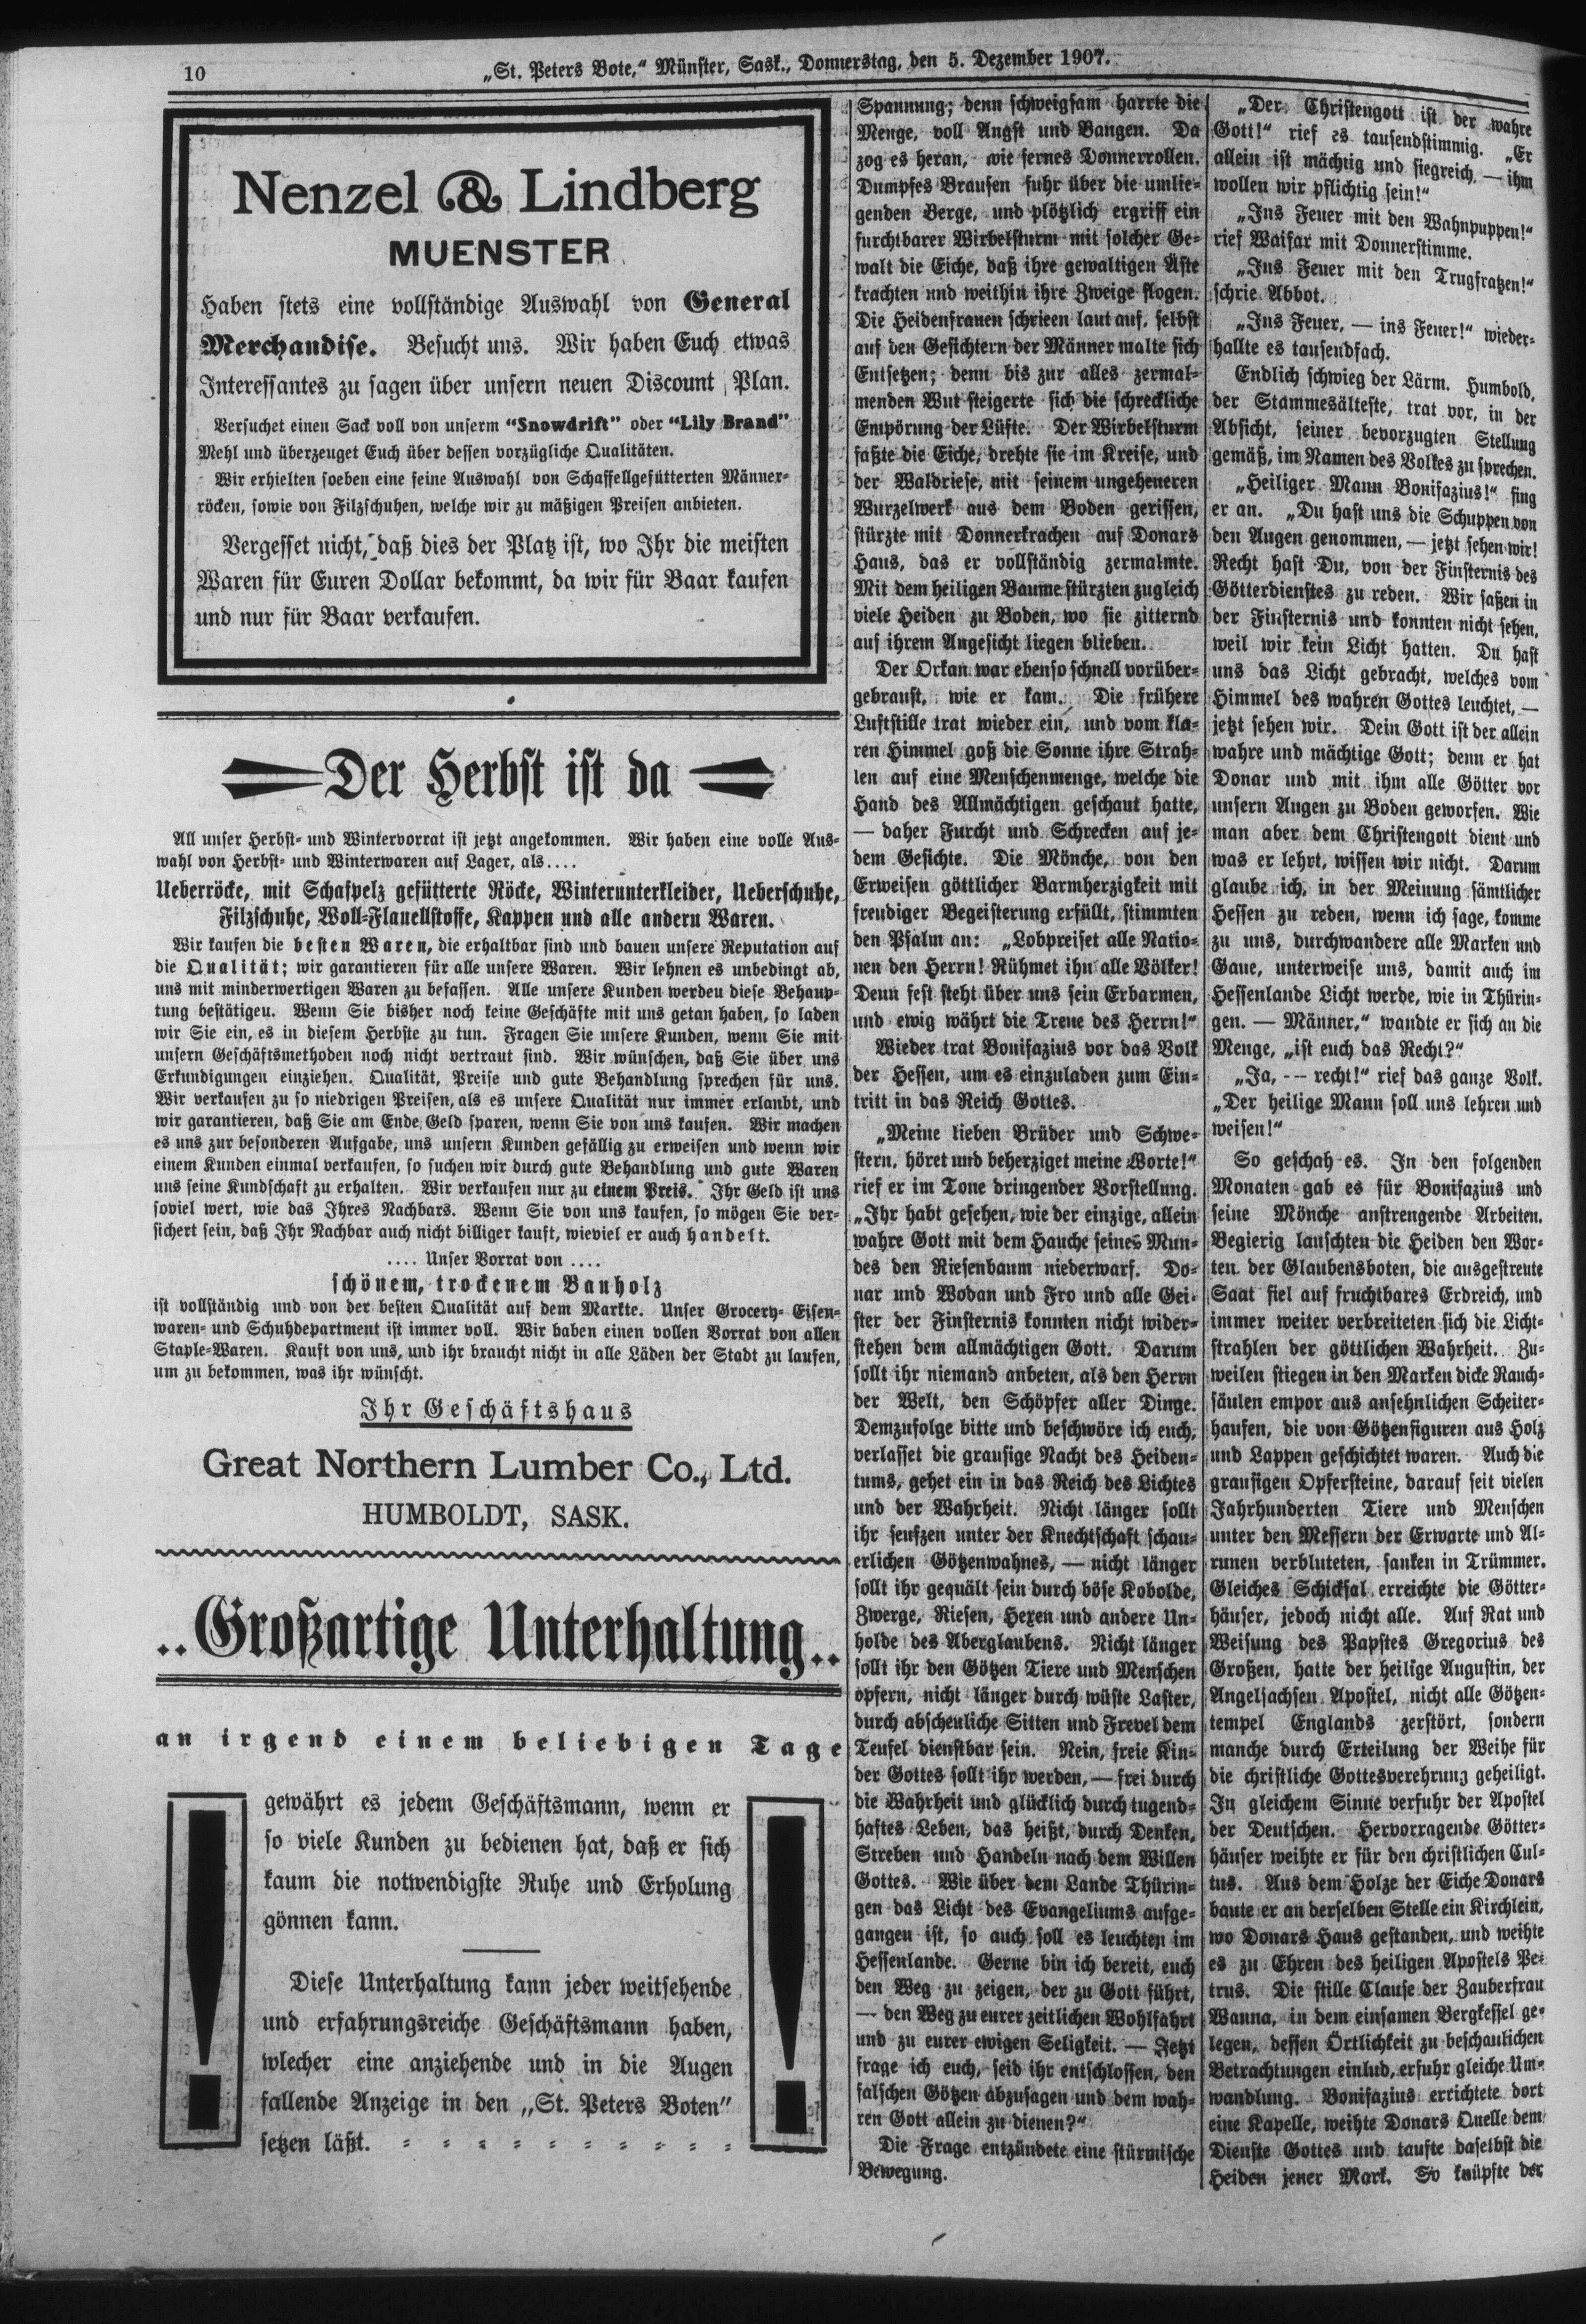 10
„St. Peters Bote,“ Münster, Sask., Donnerstag, den 5. Dezember 1907.
Nenzel & Lindberg
MUENSTER
Haben stets eine vollständige Auswahl von General
Merchandise. Besucht uns. Wir haben Euch etwas
Interessantes zu sagen über unsern neuen Discount Plan.
Versuchet einen Sack voll von unserm “Snowdrift” oder “Lily Brand”
Mehl und überzeuget Euch über dessen vorzügliche Qualitäten.
Wir erhielten soeben eine feine Auswahl von Schaffellgefütterten Männer-
röcken, sowie von Filzschuhen, welche wir zu mäßigen Preisen anbieten.
Vergesset nicht, daß dies der Platz ist, wo Ihr die meisten
Waren für Euren Dollar bekommt, da wir für Baar kaufen
und nur für Baar verkaufen.
Der Herbst ist da
All unser Herbst- und Wintervorrat ist jetzt angekommen. Wir haben eine volle Aus-
wahl von Herbst- und Winterwaren auf Lager, als....
Ueberröcke, mit Schafpelz gefütterte Röcke, Winterunterkleider, Ueberschuhe,
Filzschuhe, Woll-Flanellstoffe, Kappen und alle andern Waren.
Wir kaufen die besten Waren, die erhaltbar sind und bauen unsere Reputation auf
die Qualität; wir garantieren für alle unsere Waren. Wir lehnen es unbedingt ab,
uns mit minderwertigen Waren zu befassen. Alle unsere Kunden werdeu diese Behaup-
tung bestätigeu. Wenn Sie bisher noch keine Geschäfte mit uns getan haben, so laden
wir Sie ein, es in diesem Herbste zu tun. Fragen Sie unsere Kunden, wenn Sie mit
unsern Geschäftsmethoden noch nicht vertraut sind. Wir wünschen, daß Sie über uns
Erkundigungen einziehen. Qualität, Preise und gute Behandlung sprechen für uns.
Wir verkaufen zu so niedrigen Preisen, als es unsere Qualität nur immer erlaubt, und
wir garantieren, daß Sie am Ende Geld sparen, wenn Sie von uns kaufen. Wir machen
es uns zur besonderen Aufgabe, uns unsern Kunden gefällig zu erweisen und wenn wir
einem Kunden einmal verkaufen, so suchen wir durch gute Behandlung und gute Waren
uns seine Kundschaft zu erhalten. Wir verkaufen nur zu einem Preis. Ihr Geld ist uns
soviel wert, wie das Ihres Nachbars. Wenn Sie von uns kaufen, so mögen Sie ver-
sichert sein, daß Ihr Nachbar auch nicht billiger kauft, wieviel er auch handelt.
.... Unser Vorrat von ....
schönem, trockenem Bauholz
ist vollständig und von der besten Qualität auf dem Markte. Unser Grocery- Eisen-
waren- und Schuhdepartment ist immer voll. Wir haben einen vollen Vorrat von allen
Staple-Waren. Kauft von uns, und ihr braucht nicht in alle Läden der Stadt zu laufen,
um zu bekommen, was ihr wünscht.
Ihr Geschäftshaus
Great Northern Lumber Co., Ltd.
HUMBOLDT, SASK.
..Großartige Unterhaltung..
an irgend einem beliebigen Tage
gewährt es jedem Geschäftsmann, wenn er
so viele Kunden zu bedienen hat, daß er sich
kaum die notwendigste Ruhe und Erholung
gönnen kann.
Diese Unterhaltung kann jeder weitsehende
und erfahrungsreiche Geschäftsmann haben,
wlecher eine anziehende und in die Augen
fallende Anzeige in den „St. Peters Boten”
setzen läßt. - - - - - - - - - -
!
!
Spannung; denn schweigsam harrte die
Menge, voll Angst und Bangen. Da
zog es heran, wie fernes Donnerrollen.
Dumpfes Brausen fuhr über die umlie-
genden Berge, und plötzlich ergriff ein
furchtbarer Wirbelsturm mit solcher Ge-
walt die Eiche, daß ihre gewaltigen Äste
krachten und weithin ihre Zweige flogen.
Die Heidenfrauen schrieen laut auf, selbst
auf den Gesichtern der Männer malte sich
Entsetzen; denn bis zur alles zermal-
menden Wut steigerte sich die schreckliche
Empörung der Lüfte. Der Wirbelsturm
faßte die Eiche, drehte sie im Kreise, und
der Waldriese, mit seinem ungeheueren
Wurzelwerk aus dem Boden gerissen,
stürzte mit Donnerkrachen auf Donars
Haus, das er vollständig zermalmte.
Mit dem heiligen Baume stürzten zugleich
viele Heiden zu Boden, wo sie zitternd
auf ihrem Angesicht liegen blieben.
Der Orkan war ebenso schnell vorüber-
gebraust, wie er kam. Die frühere
Luftstille trat wieder ein, und vom kla-
ren Himmel goß die Sonne ihre Strah-
len auf eine Menschenmenge, welche die
Hand des Allmächtigen geschaut hatte,
— daher Furcht und Schrecken auf je-
dem Gesichte. Die Mönche, von den
Erweisen göttlicher Barmherzigkeit mit
freudiger Begeisterung erfüllt, stimmten
den Psalm an: „Lobpreiset alle Natio-
nen den Herrn! Rühmet ihn alle Völker!
Denn fest steht über uns sein Erbarmen,
und ewig währt die Treue des Herrn!“
Wieder trat Bonifazius vor das Volk
der Hessen, um es einzuladen zum Ein-
tritt in das Reich Gottes.
„Meine lieben Brüder und Schwe-
stern, höret und beherziget meine Worte!“
rief er im Tone dringender Vorstellung.
„Ihr habt gesehen, wie der einzige, allein
wahre Gott mit dem Hauche seines Mun-
des den Riesenbaum niederwarf. Do-
nar und Wodan und Fro und alle Gei-
ster der Finsternis konnten nicht wider-
stehen dem allmächtigen Gott. Darum
sollt ihr niemand anbeten, als den Herrn
der Welt, den Schöpfer aller Dinge.
Demzufolge bitte und beschwöre ich euch,
verlasset die grausige Nacht des Heiden-
tums, gehet ein in das Reich des Lichtes
und der Wahrheit. Nicht länger sollt
ihr seufzen unter der Knechtschaft schau-
erlichen Götzenwahnes, — nicht länger
sollt ihr gequält sein durch böse Kobolde,
Zwerge, Riesen, Hexen und andere Un-
holde des Aberglaubens. Nicht länger
sollt ihr den Götzen Tiere und Menschen
opfern, nicht länger durch wüste Laster,
durch abscheuliche Sitten und Frevel dem
Teufel dienstbar sein. Nein, freie Kin-
der Gottes sollt ihr werden, — frei durch
die Wahrheit und glücklich durch tugend-
haftes Leben, das heißt, durch Denken,
Streben und Handeln nach dem Willen
Gottes. Wie über dem Lande Thürin-
gen das Licht des Evangeliums aufge-
gangen ist, so auch soll es leuchten im
Hessenlande. Gerne bin ich bereit, euch
den Weg zu zeigen, der zu Gott führt,
— den Weg zu eurer zeitlichen Wohlfahrt
und zu eurer ewigen Seligkeit. — Jetzt
frage ich euch, seid ihr entschlossen, den
falschen Götzen abzusagen und dem wah-
ren Gott allein zu dienen?“
Die Frage entzündete eine stürmische
Bewegung.
„Der Christengott ist der wahre
Gott!“ rief es tausendstimmig. „Er
allein ist mächtig und siegreich, — ihm
wollen wir pflichtig sein!“
„Ins Feuer mit den Wahnpuppen!“
rief Waifar mit Donnerstimme.
„Ins Feuer mit den Trugfratzen!“
schrie Abbot.
„Ins Feuer, — ins Feuer!“ wieder-
hallte es tausendfach.
Endlich schwieg der Lärm. Humbold,
der Stammesälteste, trat vor, in der
Absicht, seiner bevorzugten Stellung
gemäß, im Namen des Volkes zu sprechen.
„Heiliger Mann Bonifazius!“ fing
er an. „Du hast uns die Schuppen von
den Augen genommen, — jetzt sehen wir!
Recht hast Du, von der Finsternis des
Götterdienstes zu reden. Wir saßen in
der Finsternis und konnten nicht sehen,
weil wir kein Licht hatten. Du hast
uns das Licht gebracht, welches vom
Himmel des wahren Gottes leuchtet, —
jetzt sehen wir. Dein Gott ist der allein
wahre und mächtige Gott; denn er hat
Donar und mit ihm alle Götter vor
unsern Augen zu Boden geworfen. Wie
man aber dem Christengott dient und
was er lehrt, wissen wir nicht. Darum
glaube ich, in der Meinung sämtlicher
Hessen zu reden, wenn ich sage, komme
zu uns, durchwandere alle Marken und
Gaue, unterweise uns, damit auch im
Hessenlande Licht werde, wie in Thürin-
gen. — Männer,“ wandte er sich an die
Menge, „ist euch das Recht?“
„Ja, -- recht!“ rief das ganze Volk.
„Der heilige Mann soll uns lehren und
weisen!“
So geschah es. In den folgenden
Monaten gab es für Bonifazius und
seine Mönche anstrengende Arbeiten.
Begierig lauschten die Heiden den Wor-
ten der Glaubensboten, die ausgestreute
Saat fiel auf fruchtbares Erdreich, und
immer weiter verbreiteten sich die Licht-
strahlen der göttlichen Wahrheit. Zu-
weilen stiegen in den Marken dicke Rauch-
säulen empor aus ansehnlichen Scheiter-
haufen, die von Götzenfiguren aus Holz
und Lappen geschichtet waren. Auch die
grausigen Opfersteine, darauf seit vielen
Jahrhunderten Tiere und Menschen
unter den Messern der Erwarte und Al-
runen verbluteten, sanken in Trümmer.
Gleiches Schicksal erreichte die Götter-
häuser, jedoch nicht alle. Auf Rat und
Weisung des Papstes Gregorius des
Großen, hatte der heilige Augustin, der
Angelsachsen Apostel, nicht alle Götzen-
tempel Englands zerstört, sondern
manche durch Erteilung der Weihe für
die christliche Gottesverehrung geheiligt.
In gleichem Sinne verfuhr der Apostel
der Deutschen. Hervorragende Götter-
häuser weihte er für den christlichen Cul-
tus. Aus dem Holze der Eiche Donars
baute er an derselben Stelle ein Kirchlein,
wo Donars Haus gestanden, und weihte
es zu Ehren des heiligen Apostels Pe-
trus. Die stille Clause der Zauberfrau
Wanna, in dem einsamen Bergkessel ge-
legen, dessen Örtlichkeit zu beschaulichen
Betrachtungen einlud, erfuhr gleiche Um-
wandlung. Bonifazius errichtete dort
eine Kapelle, weihte Donars Quelle dem
Dienste Gottes und taufte daselbst die
Heiden jener Mark. So knüpfte der